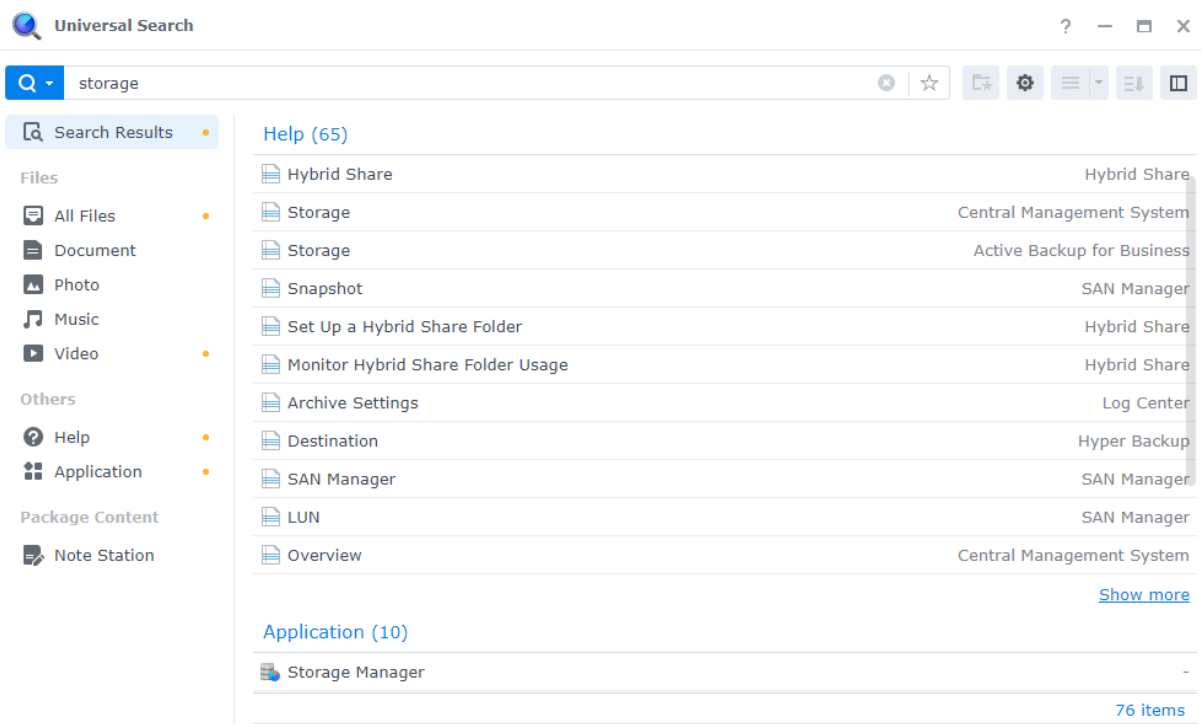 Universal Search
storage
Search Results
Files
All Files
Document
Photo
Music
Video
Others
Help
Application
Package Content
Note Station
Help (65)
Hybrid Share Hybrid Share
Storage Central Management System
Storage Active Backup for Business
Snapshot SAN Manager
Set Up a Hybrid Share Folder Hybrid Share
Monitor Hybrid Share Folder Usage Hybrid Share
Archive Settings Log Center
Destination Hyper Backup
SAN Manager SAN Manager
LUN SAN Manager
Overview Central Management System
Show more
Application (10)
Storage Manager -
76 items